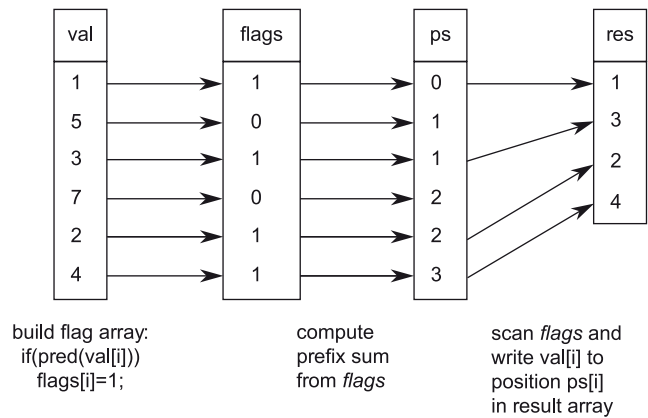 val flags ps res
1 1 0 1
5 0 1 3
3 1 1 2
7 0 2 4
2 1 2
4 1 3
build flag array:
if(pred(val[i]))
flags[i]=1;
compute
prefix sum
from flags
scan flags and
write val[i] to
position ps[i]
in result array